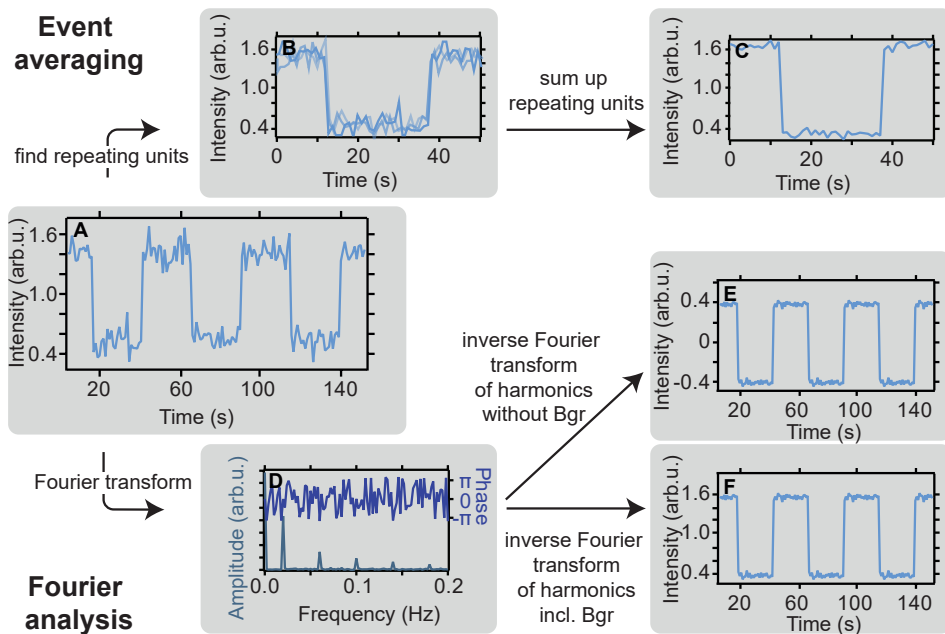 Event
averaging
find repeating units
B
Intensity (arb.u.)
1.6
1.0
0.4
0
20
40
Time (s)
sum up
repeating units
C
Intensity (arb.u.)
1.6
1.0
0.4
0
20
40
Time (s)
A
Intensity (arb.u.)
1.6
1.0
0.4
20
60
100
140
Time (s)
Fourier transform
Fourier
analysis
D
Amplitude (arb.u.)
Phase
π
0
-π
0.0
0.1
0.2
Frequency (Hz)
inverse Fourier
transform
of harmonics
without Bgr
E
Intensity (arb.u.)
0.4
0
-0.4
20
60
100
140
Time (s)
inverse Fourier
transform
of harmonics
incl. Bgr
F
Intensity (arb.u.)
1.6
1.0
0.4
20
60
100
140
Time (s)